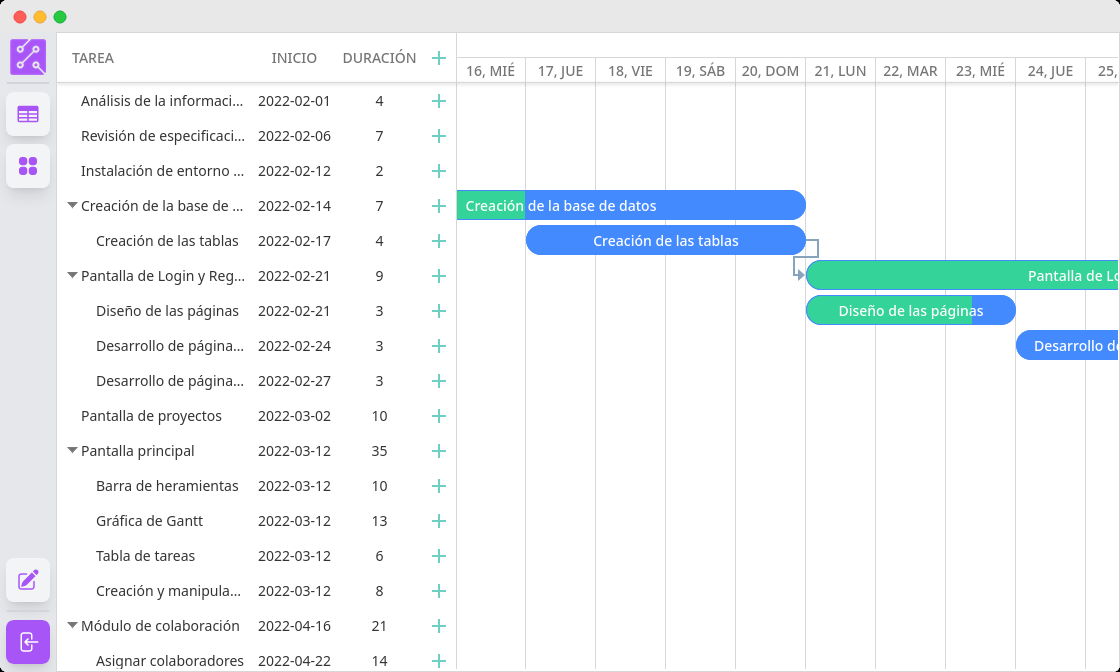 TAREA INICIO DURACIÓN
16, MIÉ 17, JUE 18, VIE 19, SÁB 20, DOM 21, LUN 22, MAR 23, MIÉ 24, JUE 25,
Análisis de la informaci... 2022-02-01 4
Revisión de especificaci... 2022-02-06 7
Instalación de entorno ... 2022-02-12 2
Creación de la base de ... 2022-02-14 7 Creación de la base de datos
Creación de las tablas 2022-02-17 4 Creación de las tablas
Pantalla de Login y Reg... 2022-02-21 9 Pantalla de Lo
Diseño de las páginas 2022-02-21 3 Diseño de las páginas
Desarrollo de página... 2022-02-24 3 Desarrollo de
Desarrollo de página... 2022-02-27 3
Pantalla de proyectos 2022-03-02 10
Pantalla principal 2022-03-12 35
Barra de heramientas 2022-03-12 10
Gráfica de Gantt 2022-03-12 13
Tabla de tareas 2022-03-12 6
Creación y manipula... 2022-03-12 8
Módulo de colaboración 2022-04-16 21
Asignar colaboradores 2022-04-22 14